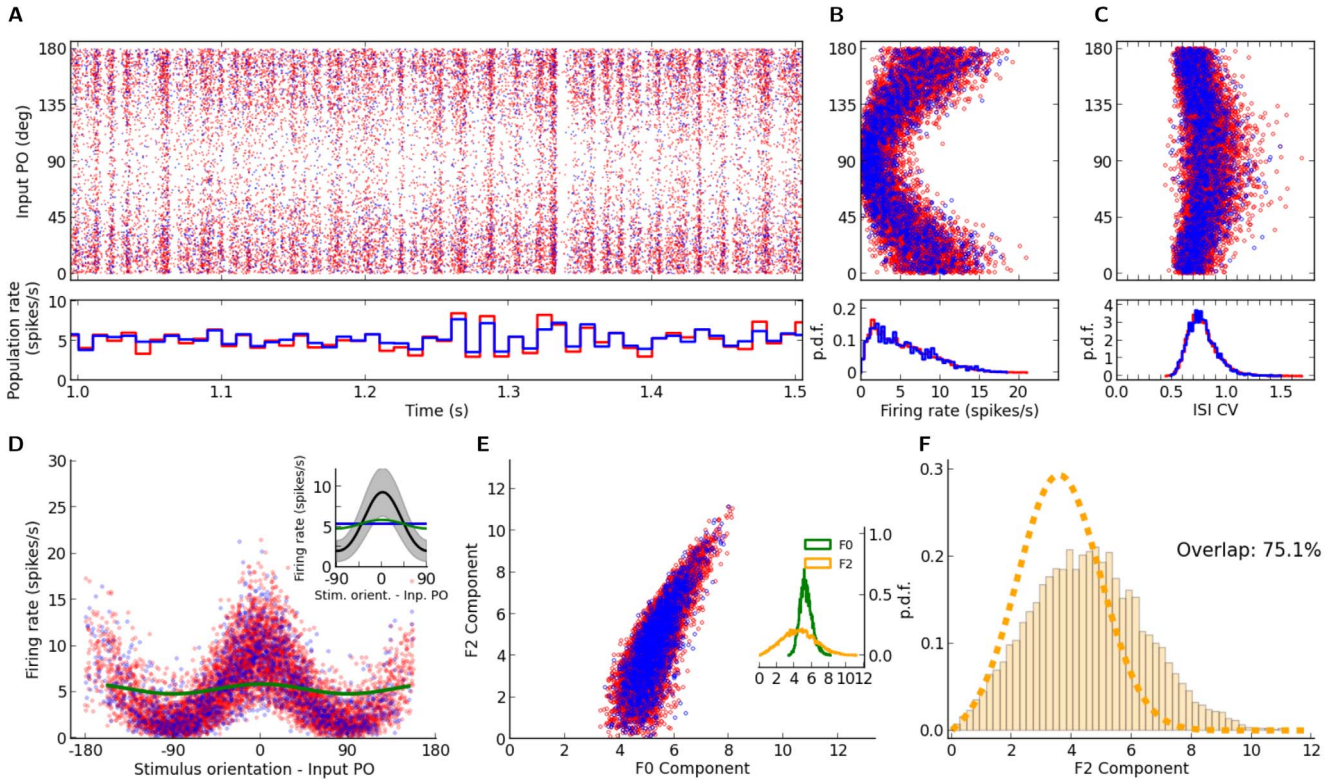 A
Input PO (deg)
180
135
90
45
0
Population rate
(spikes/s)
10
5
0
1.0 1.1 1.2 1.3 1.4 1.5
Time (s)
B
180
135
90
45
0
p.d.f.
0.2
0.1
0
0 5 10 15 20
Firing rate (spikes/s)
C
180
135
90
45
0
p.d.f.
4
3
2
1
0
0.0 0.5 1.0 1.5
ISI CV
D
Firing rate (spikes/s)
30
25
20
15
10
5
0
-180 -90 0 90 180
Stimulus orientation - Input PO
Firing rate (spikes/s)
10
5
0
-90 0 90
Stim. orient. - Inp. PO
E
F2 Component
12
10
8
6
4
2
0
0 2 4 6 8
F0 Component
F0
F2
1.0
0.5
0.0
0 2 4 6 8 10 12
F
p.d.f.
0.3
0.2
0.1
0.0
0 2 4 6 8 10 12
F2 Component
Overlap: 75.1%